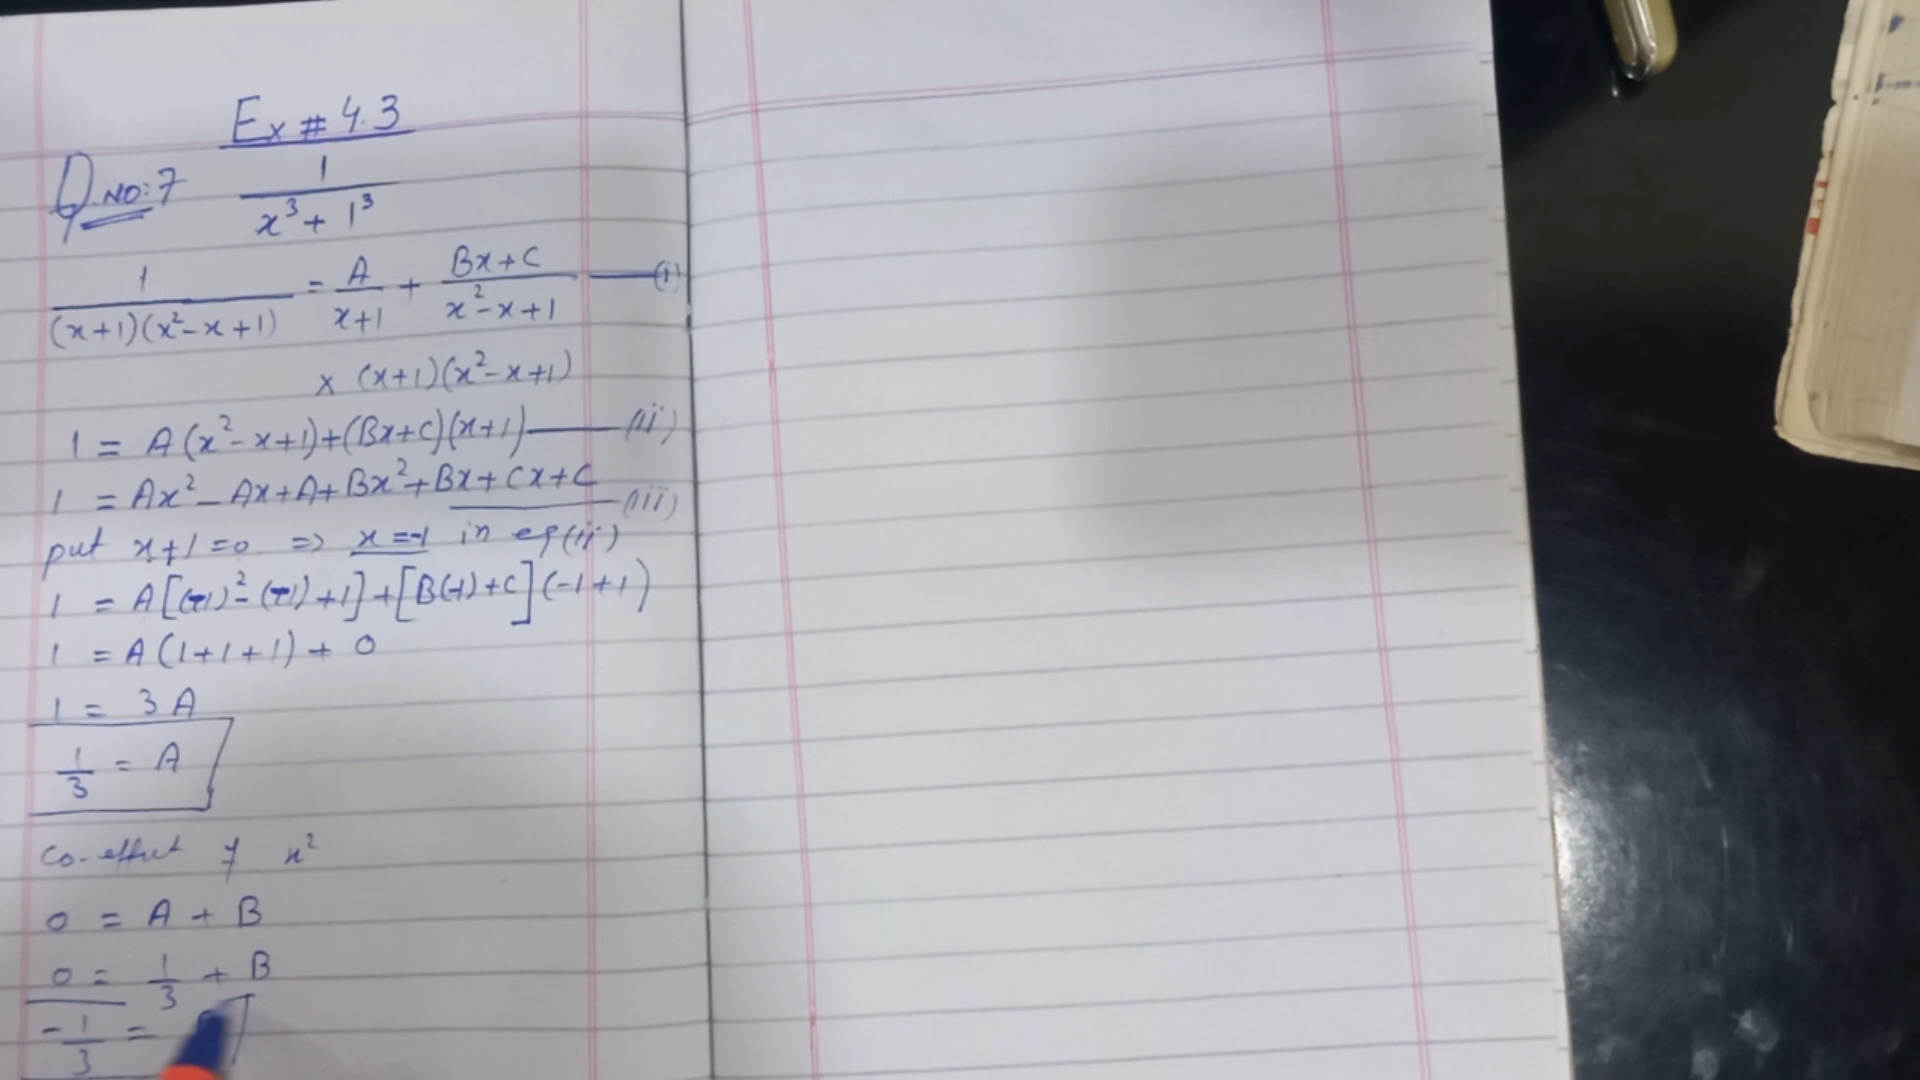 Ex # 4.3
Q.NO:7 1/(x³ + 1³)
1/((x+1)(x²-x+1)) = A/(x+1) + (Bx+C)/(x²-x+1) —(i)
× (x+1)(x²-x+1)
1 = A(x²-x+1)+(Bx+C)(x+1) —(ii)
1 = Ax² - Ax+A+Bx²+Bx+Cx+C —(iii)
put x+1=0 ⇒ x=-1 in eq(ii)
1 = A[(-1)²-(-1)+1]+[B(-1)+C](-1+1)
1 = A(1+1+1)+0
1 = 3A
1/3 = A
Co-effict of x²
0 = A + B
0 = 1/3 + B
-1/3 =